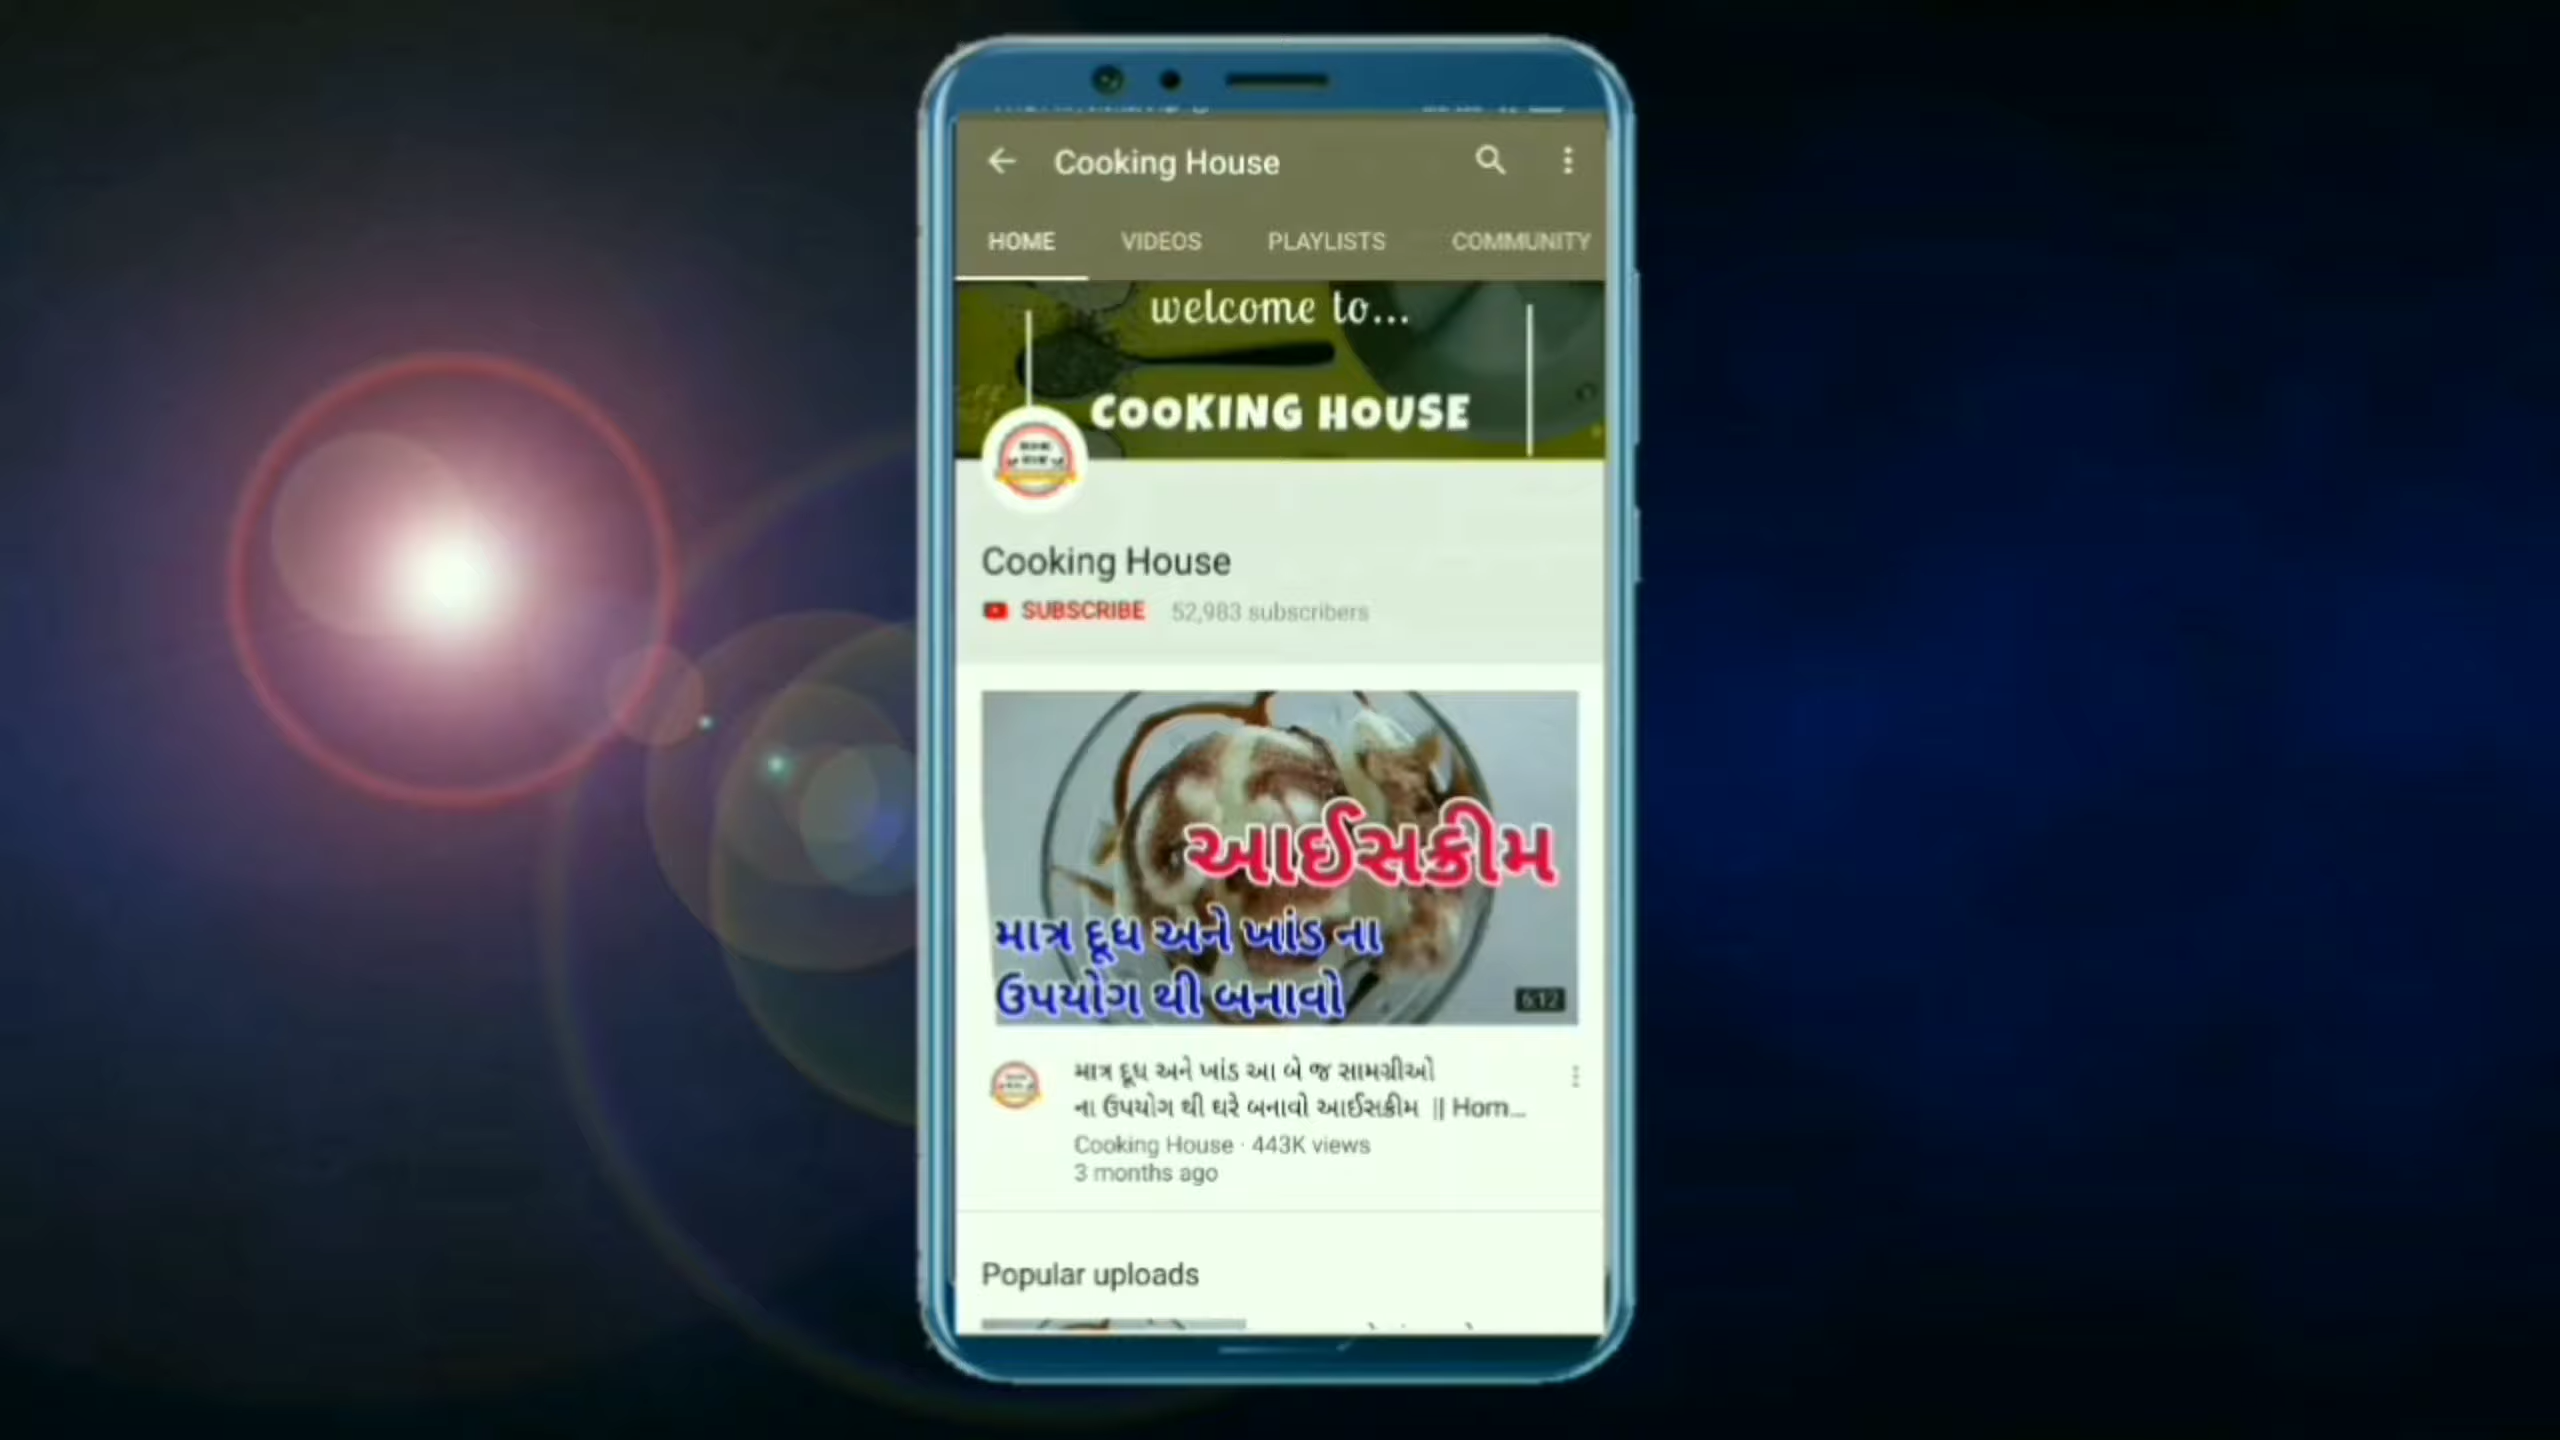 Cooking House
HOME VIDEOS PLAYLISTS COMMUNITY
welcome to...
COOKING HOUSE
Cooking House
SUBSCRIBE 52,983 subscribers
આઈસક્રીમ
માત્ર દૂધ અને ખાંડ ના
ઉપયોગ થી બનાવો
6:12
માત્ર દૂધ અને ખાંડ આ બે જ સામગ્રીઓ
ના ઉપયોગ થી ઘરે બનાવો આઈસક્રીમ || Hom...
Cooking House · 443K views
3 months ago
Popular uploads